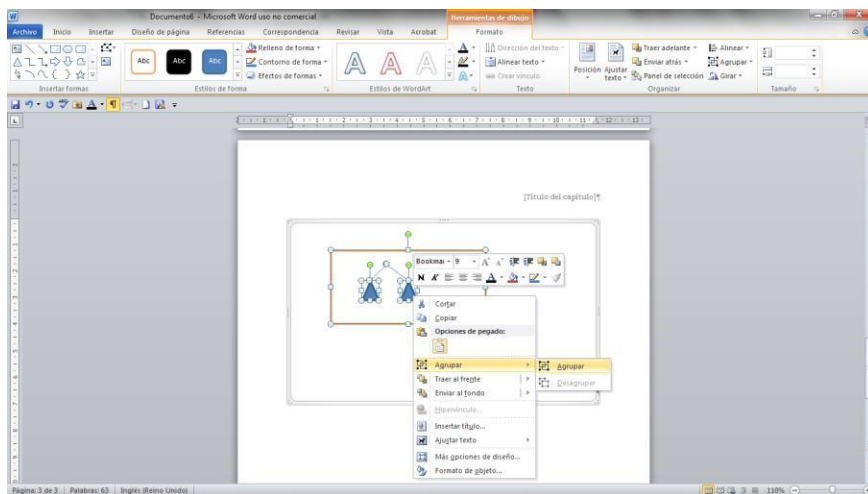 Documento6 - Microsoft Word uso no comercial
Herramientas de dibujo
Archivo Inicio Insertar Diseño de página Referencias Correspondencia Revisar Vista Acrobat Formato
Abc Abc Abc
Relleno de forma
Contorno de forma
Efectos de formas
A A A
Dirección del texto
Alinear texto
Crear vínculo
Posición
Ajustar texto
Traer adelante
Enviar atrás
Panel de selección
Alinear
Agrupar
Girar
Insertar formas Estilos de forma Estilos de WordArt Texto Organizar Tamaño
[Título del capítulo]¶
Bookmar 9
N K
Cortar
Copiar
Opciones de pegado:
Agrupar
Agrupar
Traer al frente
Desagrupar
Enviar al fondo
Hipervínculo...
Insertar título...
Ajustar texto
Más opciones de diseño...
Formato de objeto...
Página: 3 de 3 Palabras: 63 Inglés (Reino Unido) 110%